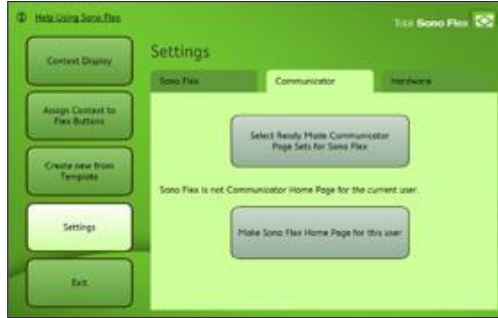 Help Using Sono Flex
Tobii Sono Flex
Context Display
Assign Context to
Flex Buttons
Create new from
Template
Settings
Exit
Settings
Sono Flex
Communicator
Hardware
Select Ready Made Communicator
Page Sets for Sono Flex
Sono Flex is not Communicator Home Page for the current user.
Make Sono Flex Home Page for this user